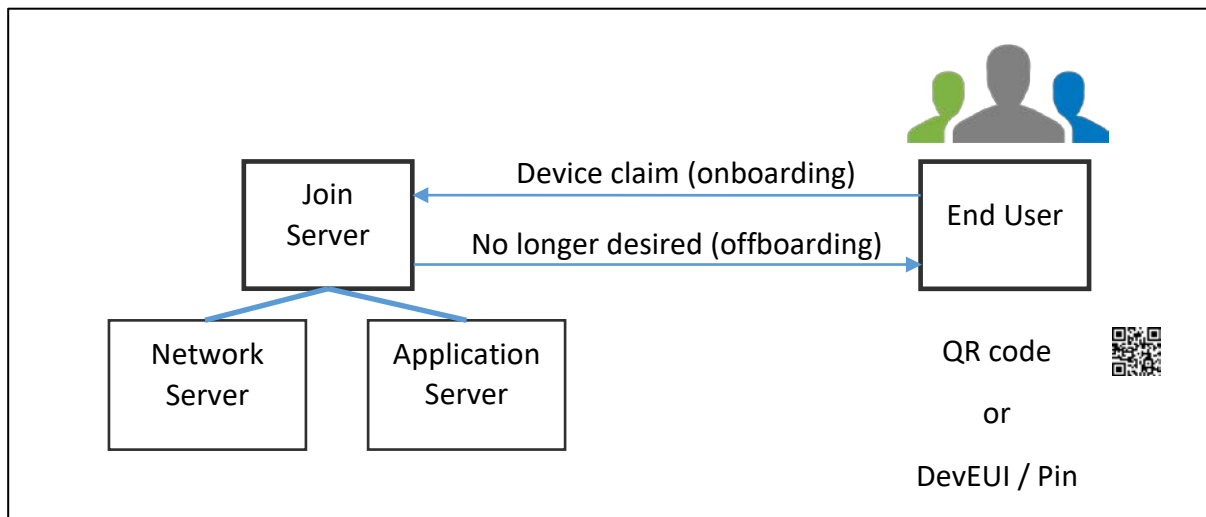 Device claim (onboarding)
Join
Server
End User
No longer desired (offboarding)
Network
Server
Application
Server
QR code
or
DevEUI / Pin